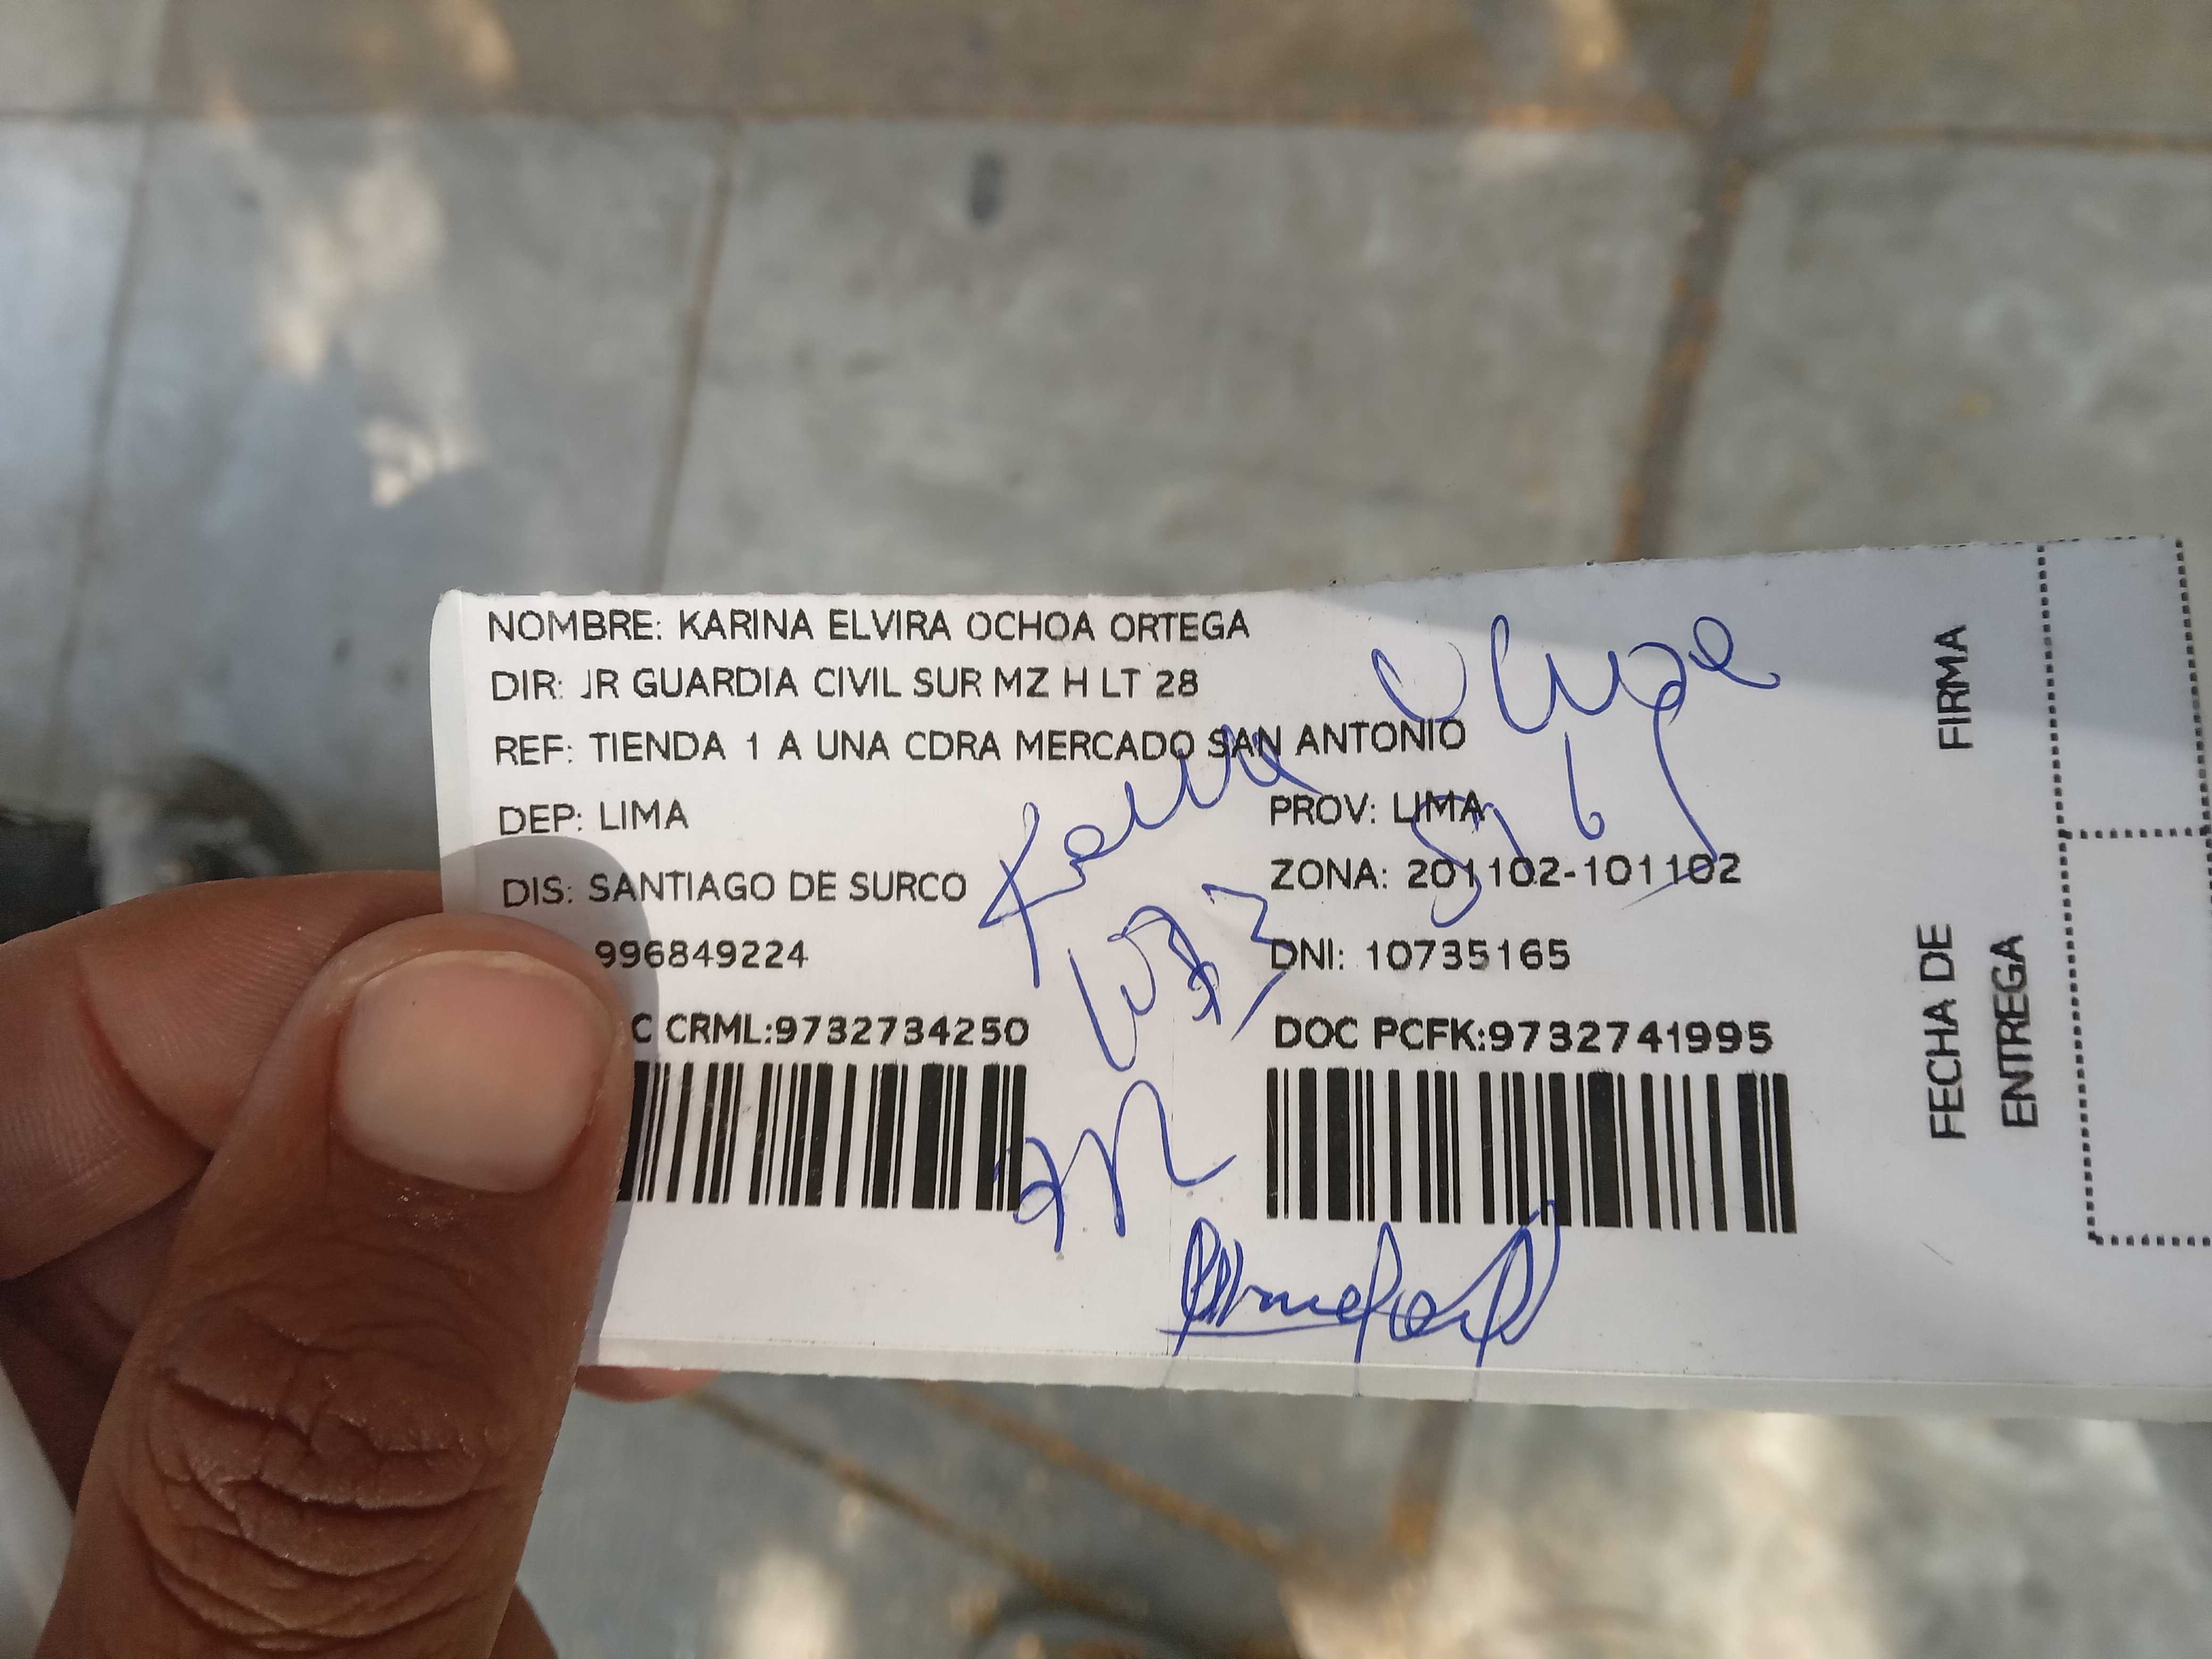 NOMBRE: KARINA ELVIRA OCHOA ORTEGA
DIR: JR GUARDIA CIVIL SUR MZ H LT 28
REF: TIENDA 1 A UNA CDRA MERCADO SAN ANTONIO
DEP: LIMA
PROV: LIMA
DIS: SANTIAGO DE SURCO
ZONA: 201102-101102
996849224
DNI: 10735165
C CRML:9732734250
DOC PCFK:9732741995
FIRMA
FECHA DE
ENTREGA